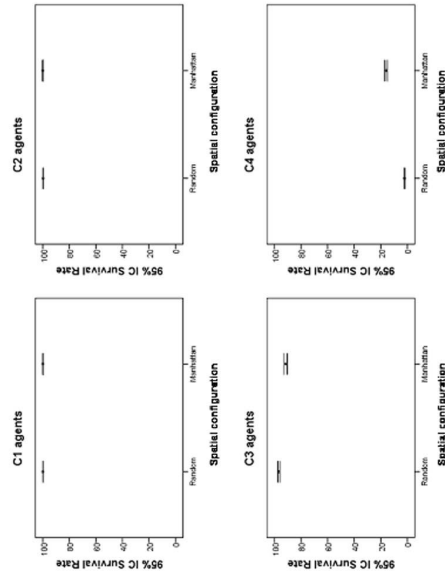 C1 agents
95% IC Survival Rate
100
80
60
40
20
0
Random
Manhattan
Spatial configuration
C2 agents
95% IC Survival Rate
100
80
60
40
20
0
Random
Manhattan
Spatial configuration
C3 agents
95% IC Survival Rate
100
80
60
40
20
0
Random
Manhattan
Spatial configuration
C4 agents
95% IC Survival Rate
100
80
60
40
20
0
Random
Manhattan
Spatial configuration